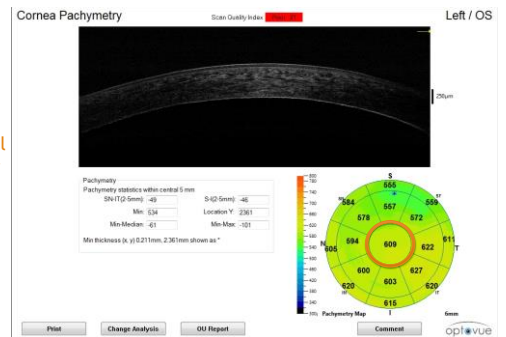 Cornea Pachymetry
Scan Quality Index
Left / OS
250µm
Pachymetry
Pachymetry statistics within central 5 mm
SN-IT(2-5mm): -49
S-I(2-5mm): -46
Min: 534
Location Y: 2361
Min-Median: -61
Min-Max: -101
Min thickness (x, y) 0.211mm, 2.361mm shown as *
S
555
584
559
557
578
572
N
605
594
609
622
611
T
600
627
603
620
620
615
I
Pachymetry Map
6mm
Print
Change Analysis
OU Report
Comment
optovue